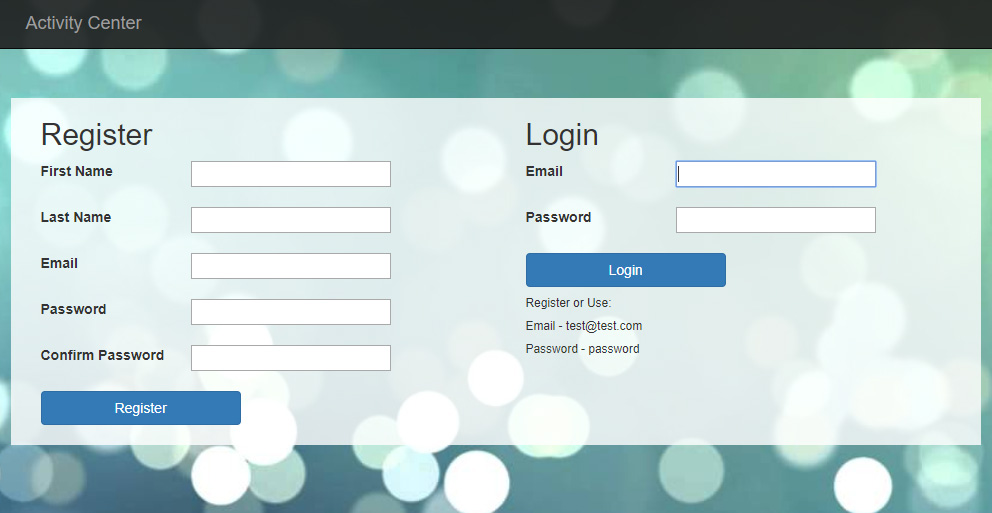 Activity Center
Register
First Name
Last Name
Email
Password
Confirm Password
Register
Login
Email
Password
Login
Register or Use:
Email - test@test.com
Password - password